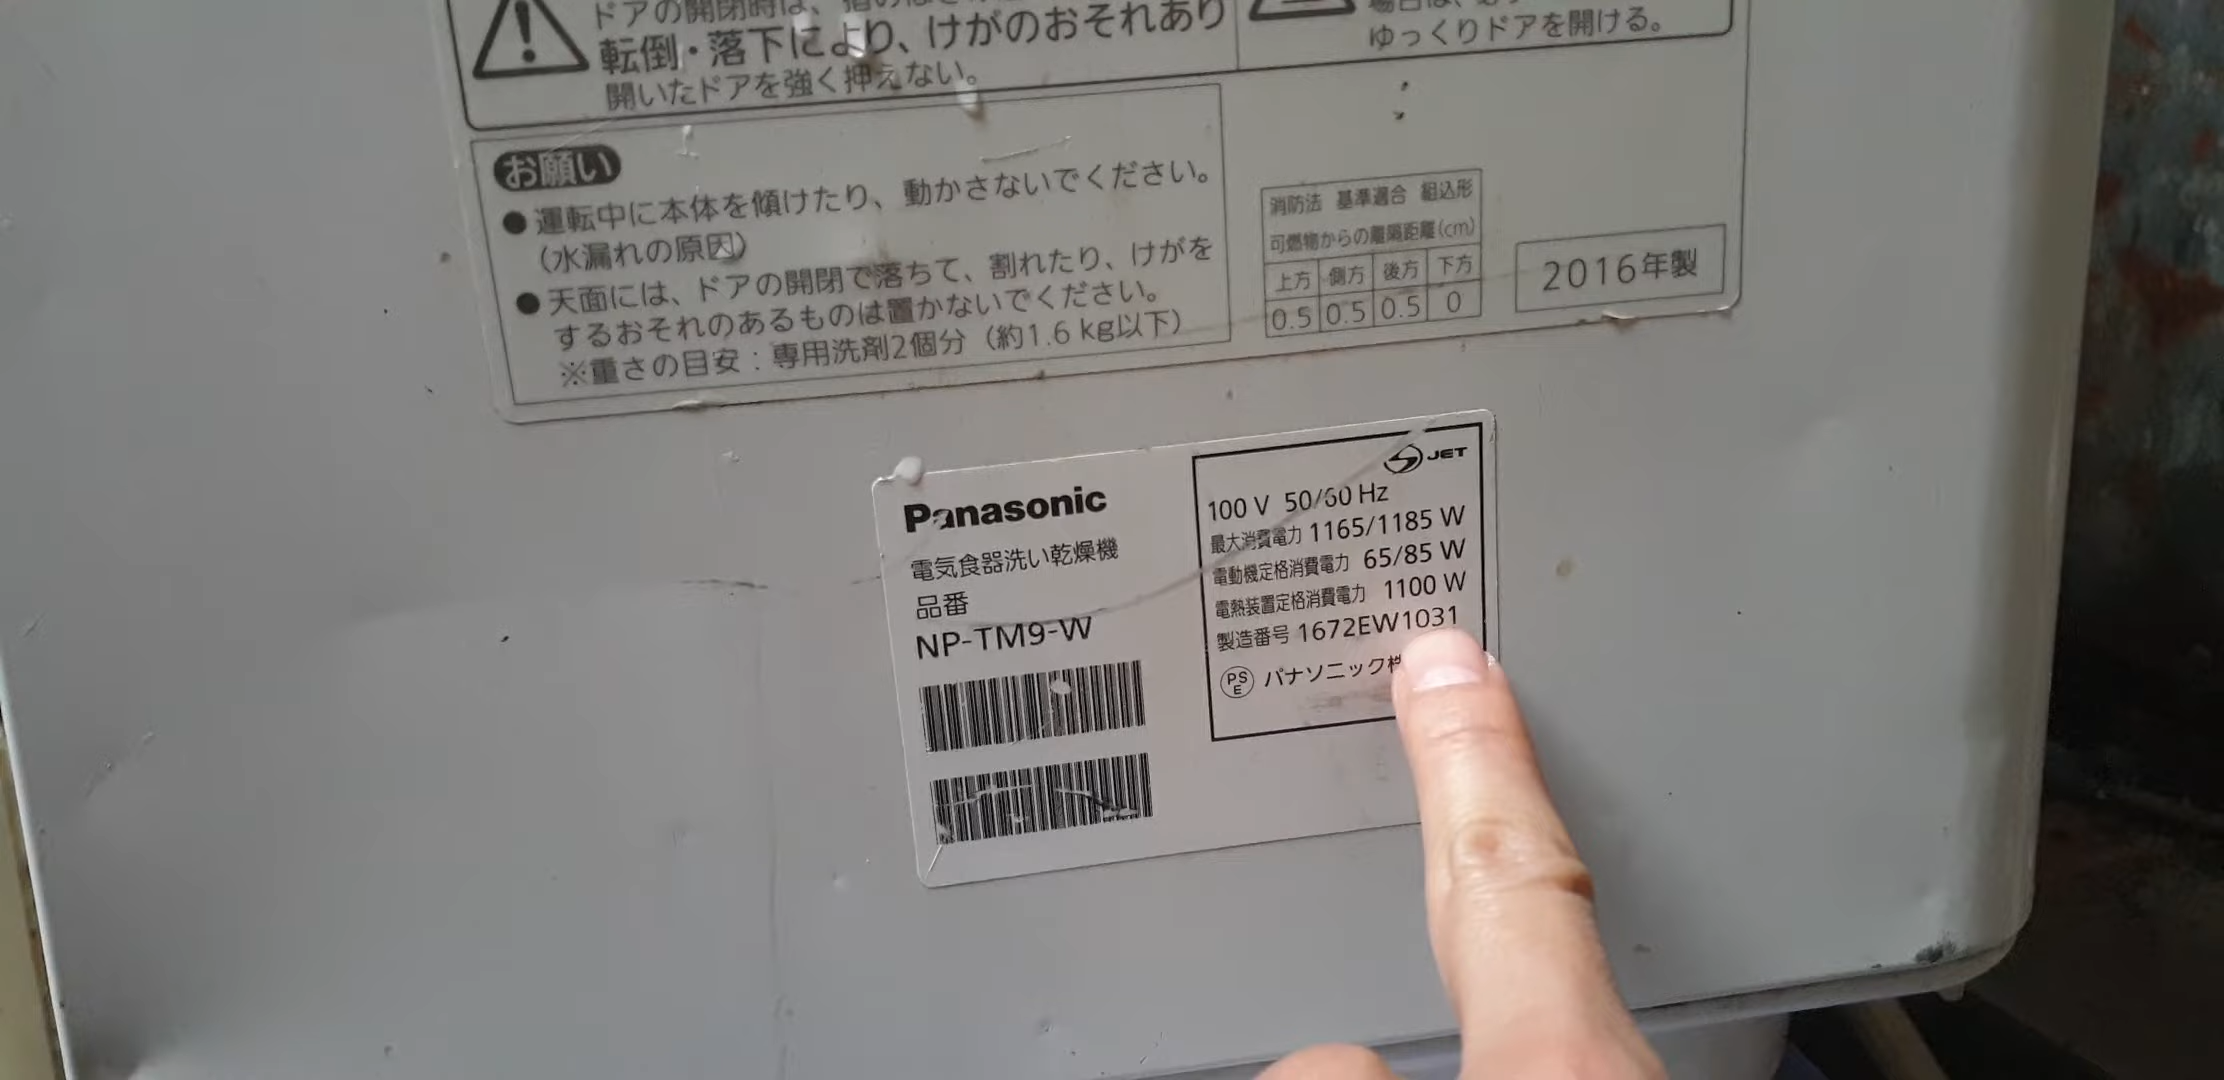 ドアの開閉時は、指のはさ
転倒・落下により、けがのおそれあり
開いたドアを強く押えない。
ゆっくりドアを開ける。
お願い
● 運転中に本体を傾けたり、動かさないでください。
(水漏れの原因)
● 天面には、ドアの開閉で落ちて、割れたり、けがを
するおそれのあるものは置かないでください。
※重さの目安:専用洗剤2個分(約1.6 kg以下)
消防法 基準適合 組込形
可燃物からの離隔距離(cm)
上方 側方 後方 下方
0.5 0.5 0.5 0
2016年製
Panasonic
電気食器洗い乾燥機
品番
NP-TM9-W
JET
100 V 50/60 Hz
最大消費電力 1165/1185 W
電動機定格消費電力 65/85 W
電熱装置定格消費電力 1100 W
製造番号 1672EW1031
PS
E
パナソニック株